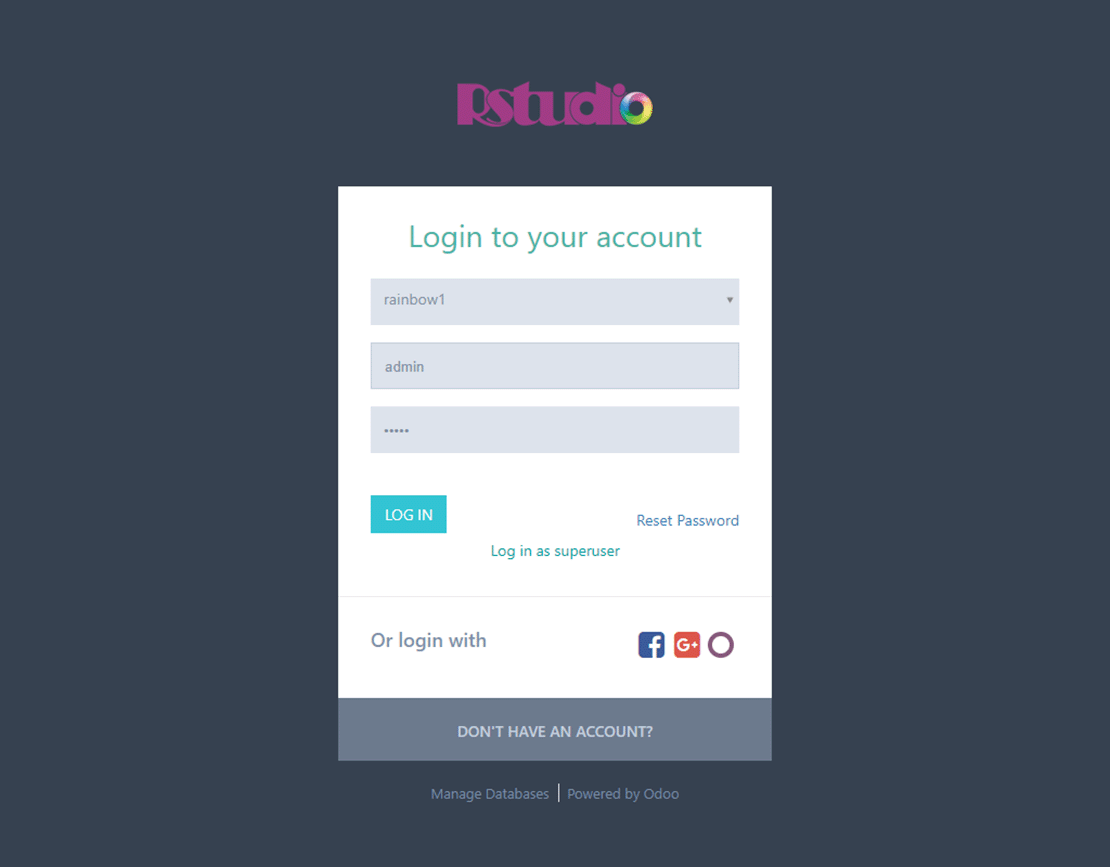 Rstudio
Login to your account
rainbow1
admin
•••••
LOG IN
Reset Password
Log in as superuser
Or login with
f G+
DON'T HAVE AN ACCOUNT?
Manage Databases | Powered by Odoo